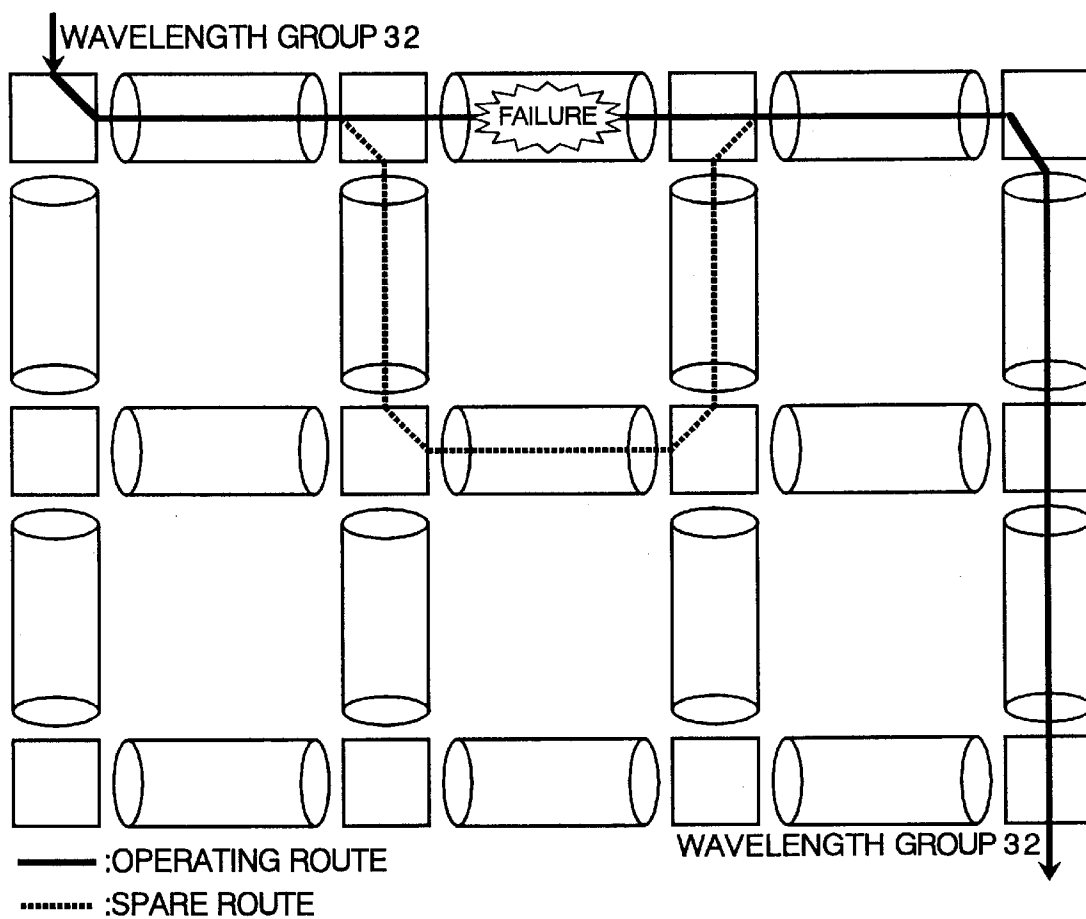 WAVELENGTH GROUP 32
FAILURE
WAVELENGTH GROUP 32
:OPERATING ROUTE
:SPARE ROUTE